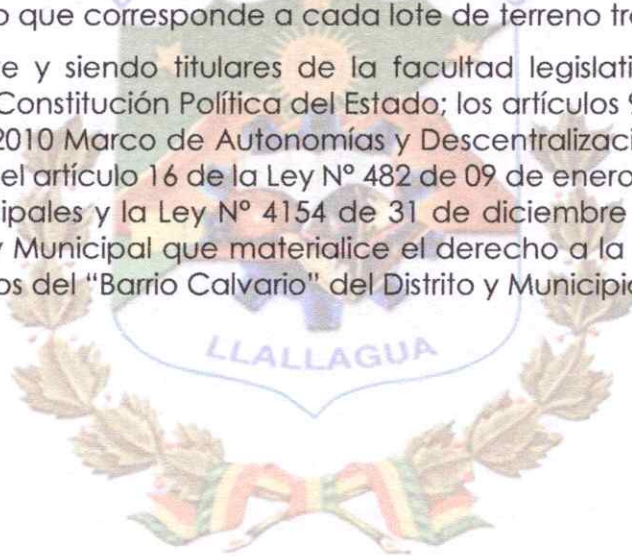 o que corresponde a cada lote de terreno tr
e y siendo titulares de la facultad legislati
Constitución Política del Estado; los artículos 9
2010 Marco de Autonomías y Descentralizaci
el artículo 16 de la Ley Nº 482 de 09 de enero
ipales y la Ley Nº 4154 de 31 de diciembre
y Municipal que materialice el derecho a la
os del “Barrio Calvario” del Distrito y Municipio
LLALLAGUA